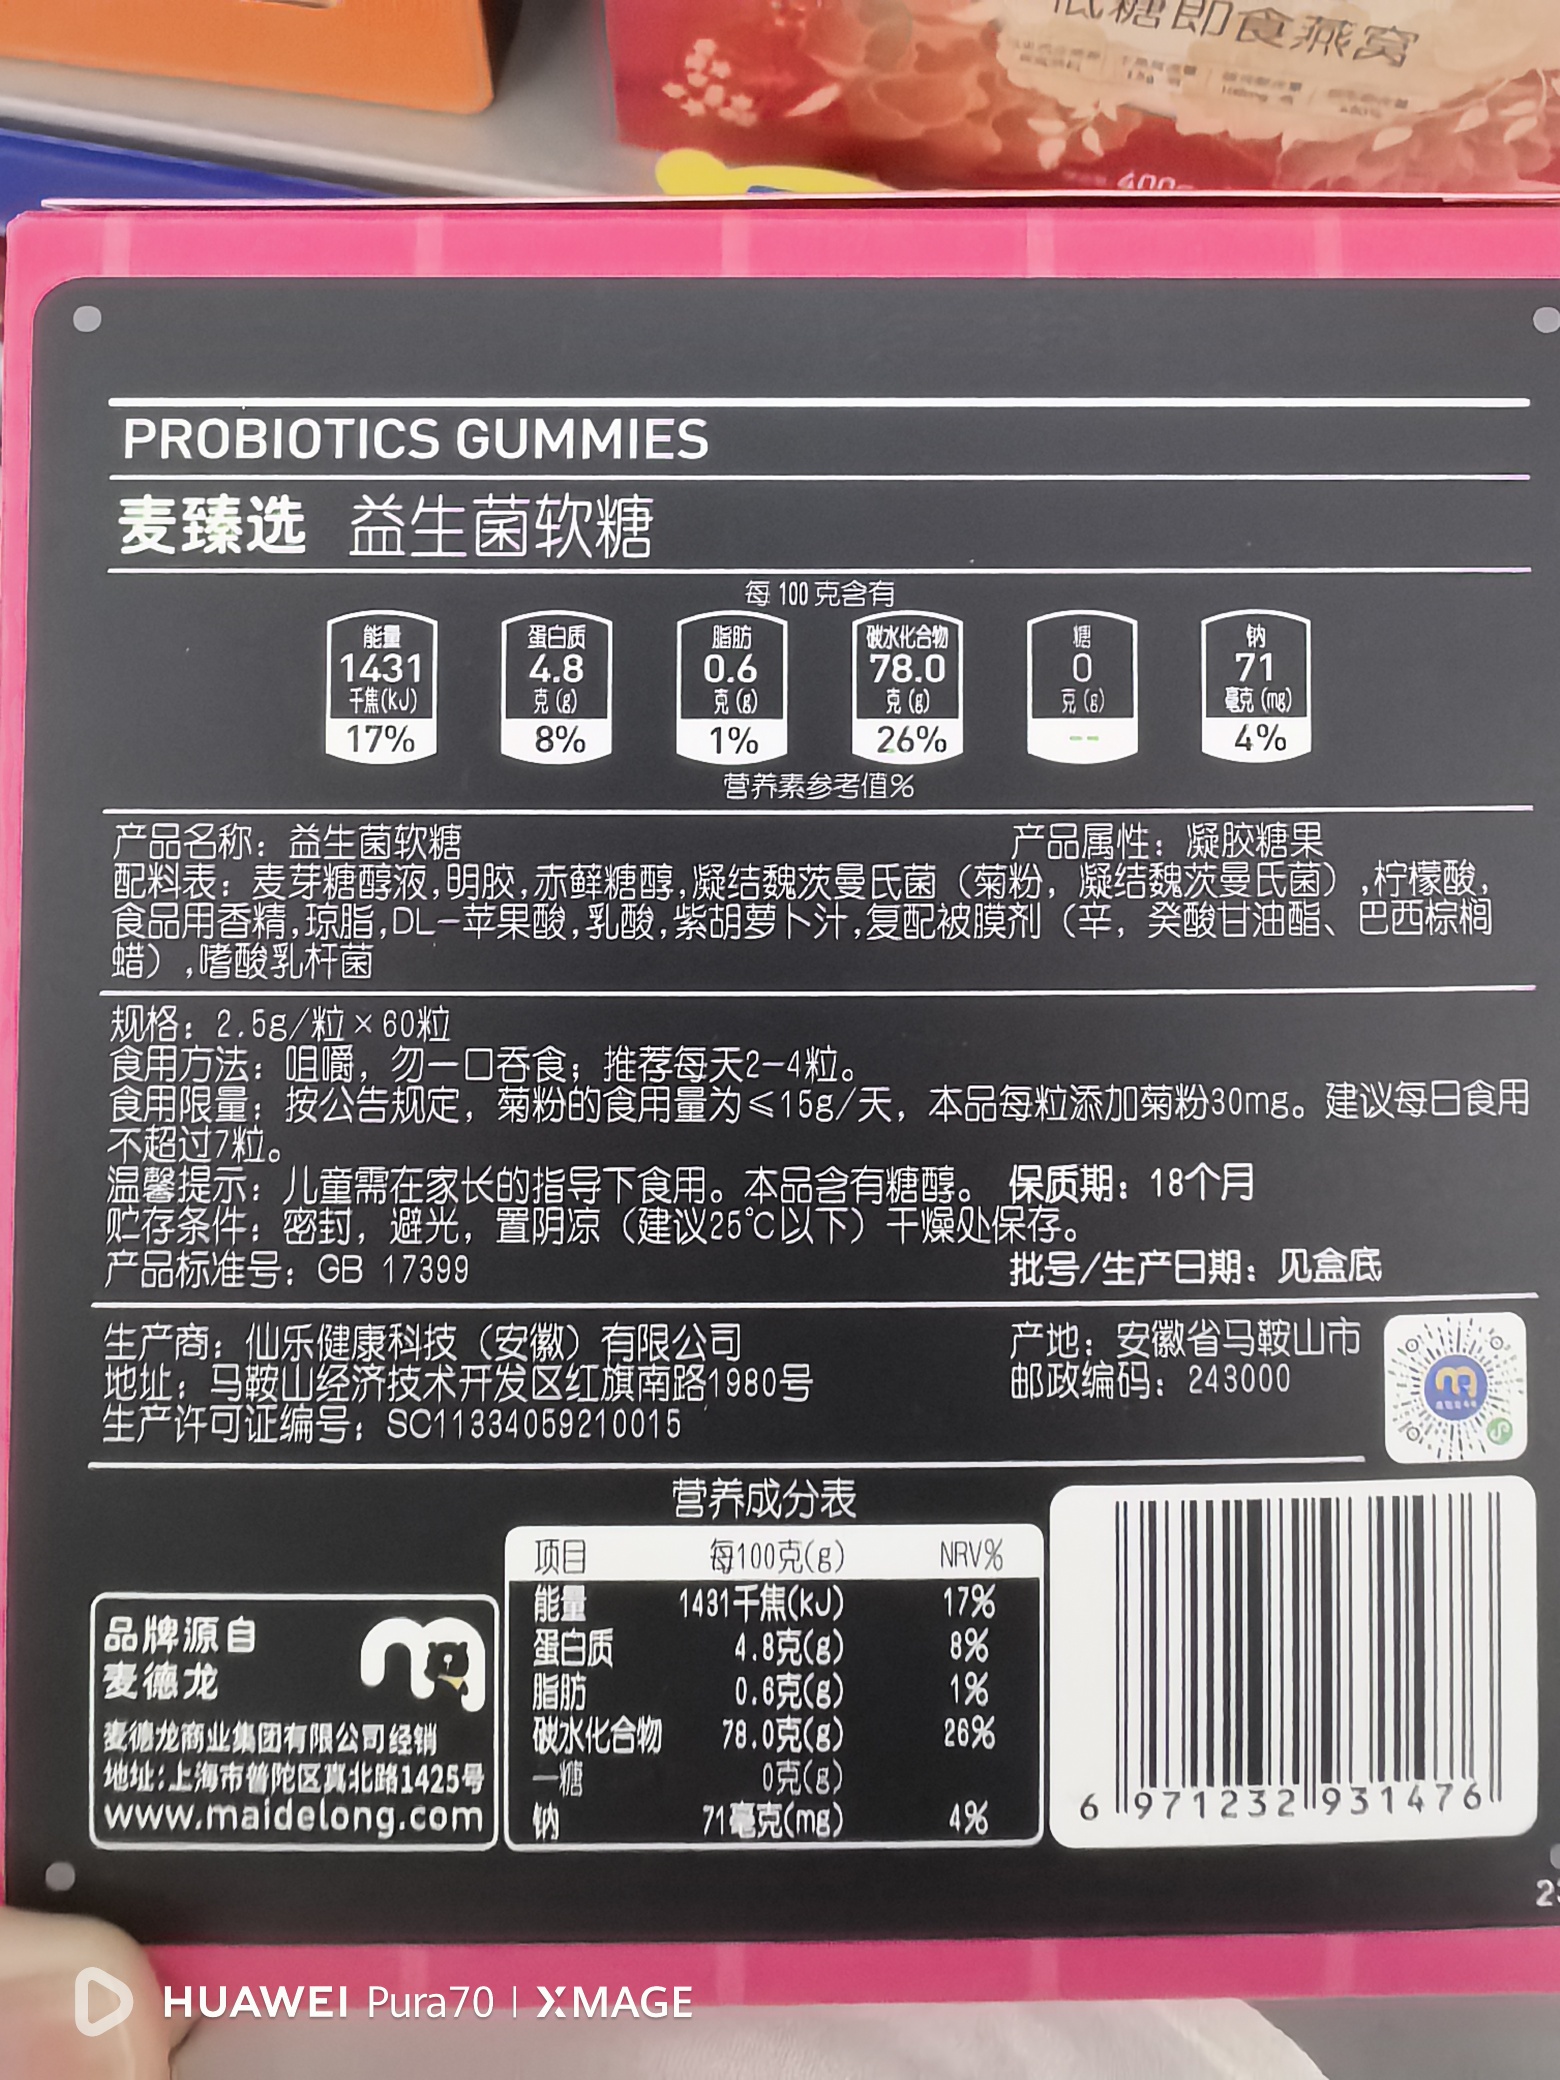 低糖即食燕窝
400g
PROBIOTICS GUMMIES
麦臻选 益生菌软糖
每100克含有
能量 蛋白质 脂肪 碳水化合物 糖 钠
1431 4.8 0.6 78.0 0 71
千焦(kJ) 克(g) 克(g) 克(g) 克(g) 毫克(mg)
17% 8% 1% 26% -- 4%
营养素参考值%
产品名称：益生菌软糖 产品属性：凝胶糖果
配料表：麦芽糖醇液,明胶,赤藓糖醇,凝结魏茨曼氏菌（菊粉，凝结魏茨曼氏菌）,柠檬酸,
食品用香精,琼脂,DL-苹果酸,乳酸,紫胡萝卜汁,复配被膜剂（辛，癸酸甘油酯、巴西棕榈
蜡）,嗜酸乳杆菌
规格：2.5g/粒×60粒
食用方法：咀嚼，勿一口吞食；推荐每天2-4粒。
食用限量：按公告规定，菊粉的食用量为≤15g/天，本品每粒添加菊粉30mg。建议每日食用
不超过7粒。
温馨提示：儿童需在家长的指导下食用。本品含有糖醇。 保质期：18个月
贮存条件：密封，避光，置阴凉（建议25℃以下）干燥处保存。
产品标准号：GB 17399 批号/生产日期：见盒底
生产商：仙乐健康科技（安徽）有限公司 产地：安徽省马鞍山市
地址：马鞍山经济技术开发区红旗南路1980号 邮政编码：243000
生产许可证编号：SC11334059210015
营养成分表
项目 每100克(g) NRV%
能量 1431千焦(kJ) 17%
蛋白质 4.8克(g) 8%
脂肪 0.6克(g) 1%
碳水化合物 78.0克(g) 26%
—糖 0克(g)
钠 71毫克(mg) 4%
品牌源自
麦德龙
麦德龙商业集团有限公司经销
地址:上海市普陀区真北路1425号
www.maidelong.com
6 971232 931476
HUAWEI Pura70 | XMAGE